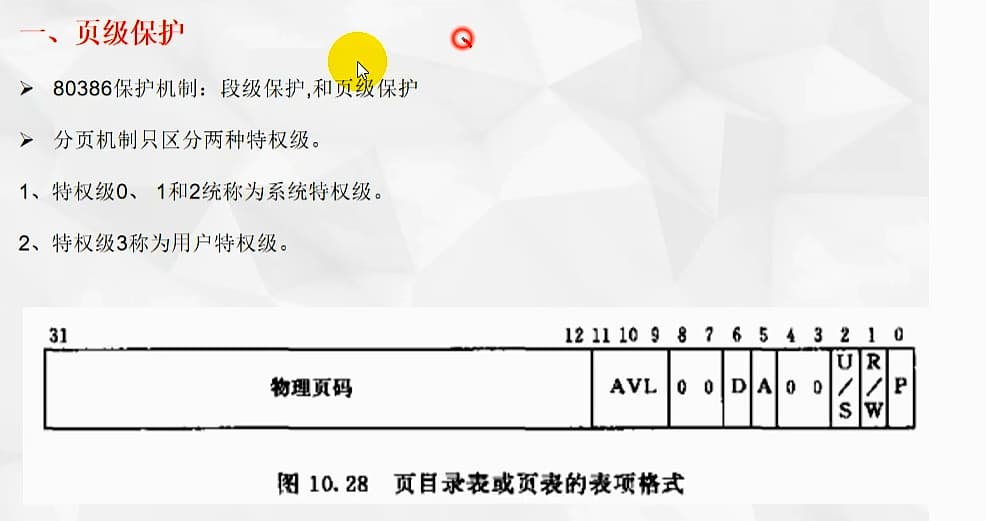 一、页级保护
➢ 80386保护机制：段级保护,和页级保护
➢ 分页机制只区分两种特权级。
1、特权级0、 1和2统称为系统特权级。
2、特权级3称为用户特权级。
31 12 11 10 9 8 7 6 5 4 3 2 1 0
物理页码 AVL 0 0 D A 0 0 U/S R/W P
图 10.28 页目录表或页表的表项格式